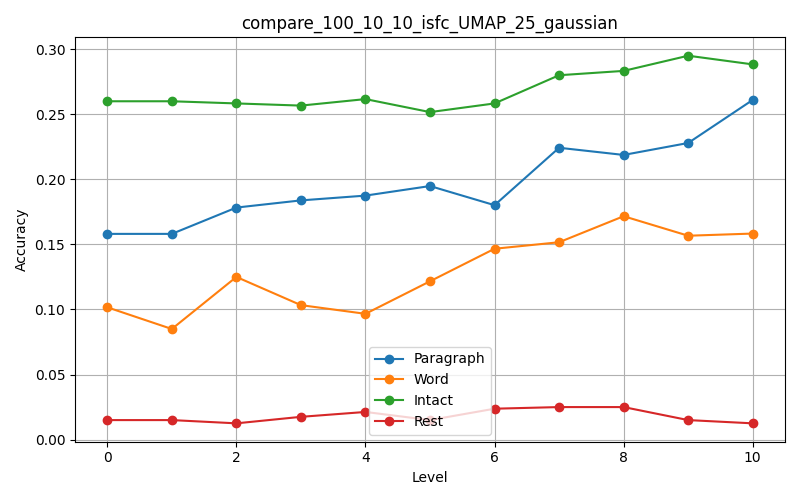 compare_100_10_10_isfc_UMAP_25_gaussian
0.30
0.25
0.20
0.15
0.10
0.05
0.00
Accuracy
Paragraph
Word
Intact
Rest
0 2 4 6 8 10
Level